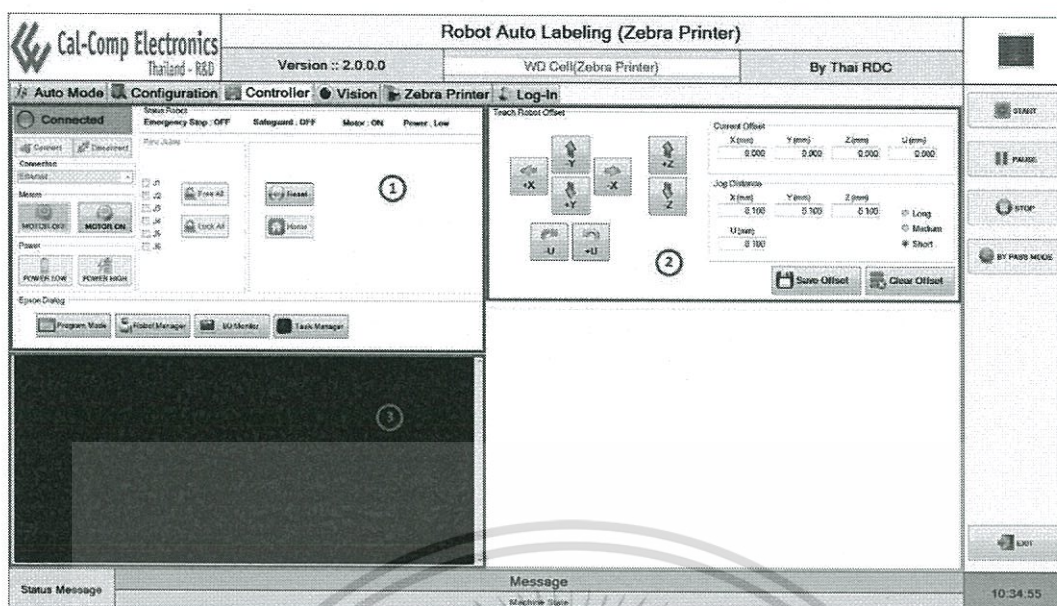 Cal-Comp Electronics
Thailand - R&D
Robot Auto Labeling (Zebra Printer)
Version :: 2.0.0.0
WD Cell(Zebra Printer)
By Thai RDC
Auto Mode
Configuration
Controller
Vision
Zebra Printer
Log-In
Connected
Status Robot
Emergency Stop : OFF
Safeguard : OFF
Motor : ON
Power : Low
Connect
Disconnect
Connection
Ethernet
Motors
MOTOR OFF
MOTOR ON
Power
POWER LOW
POWER HIGH
Free Joints
J1
J2
J3
J4
J5
J6
Free All
Lock All
Reset
Home
1
Epson Dialog
Program Mode
Robot Manager
I/O Monitor
Task Manager
Teach Robot Offset
+X
-Y
+Y
-X
+Z
-Z
-U
+U
2
Current Offset
X (mm)
Y (mm)
Z (mm)
U (mm)
0.000
0.000
0.000
0.000
Jog Distance
X (mm)
Y (mm)
Z (mm)
0.100
0.100
0.100
U (mm)
0.100
Long
Medium
Short
Save Offset
Clear Offset
3
START
PAUSE
STOP
BY PASS MODE
EXIT
Status Message
Message
Machine State
10:34:55